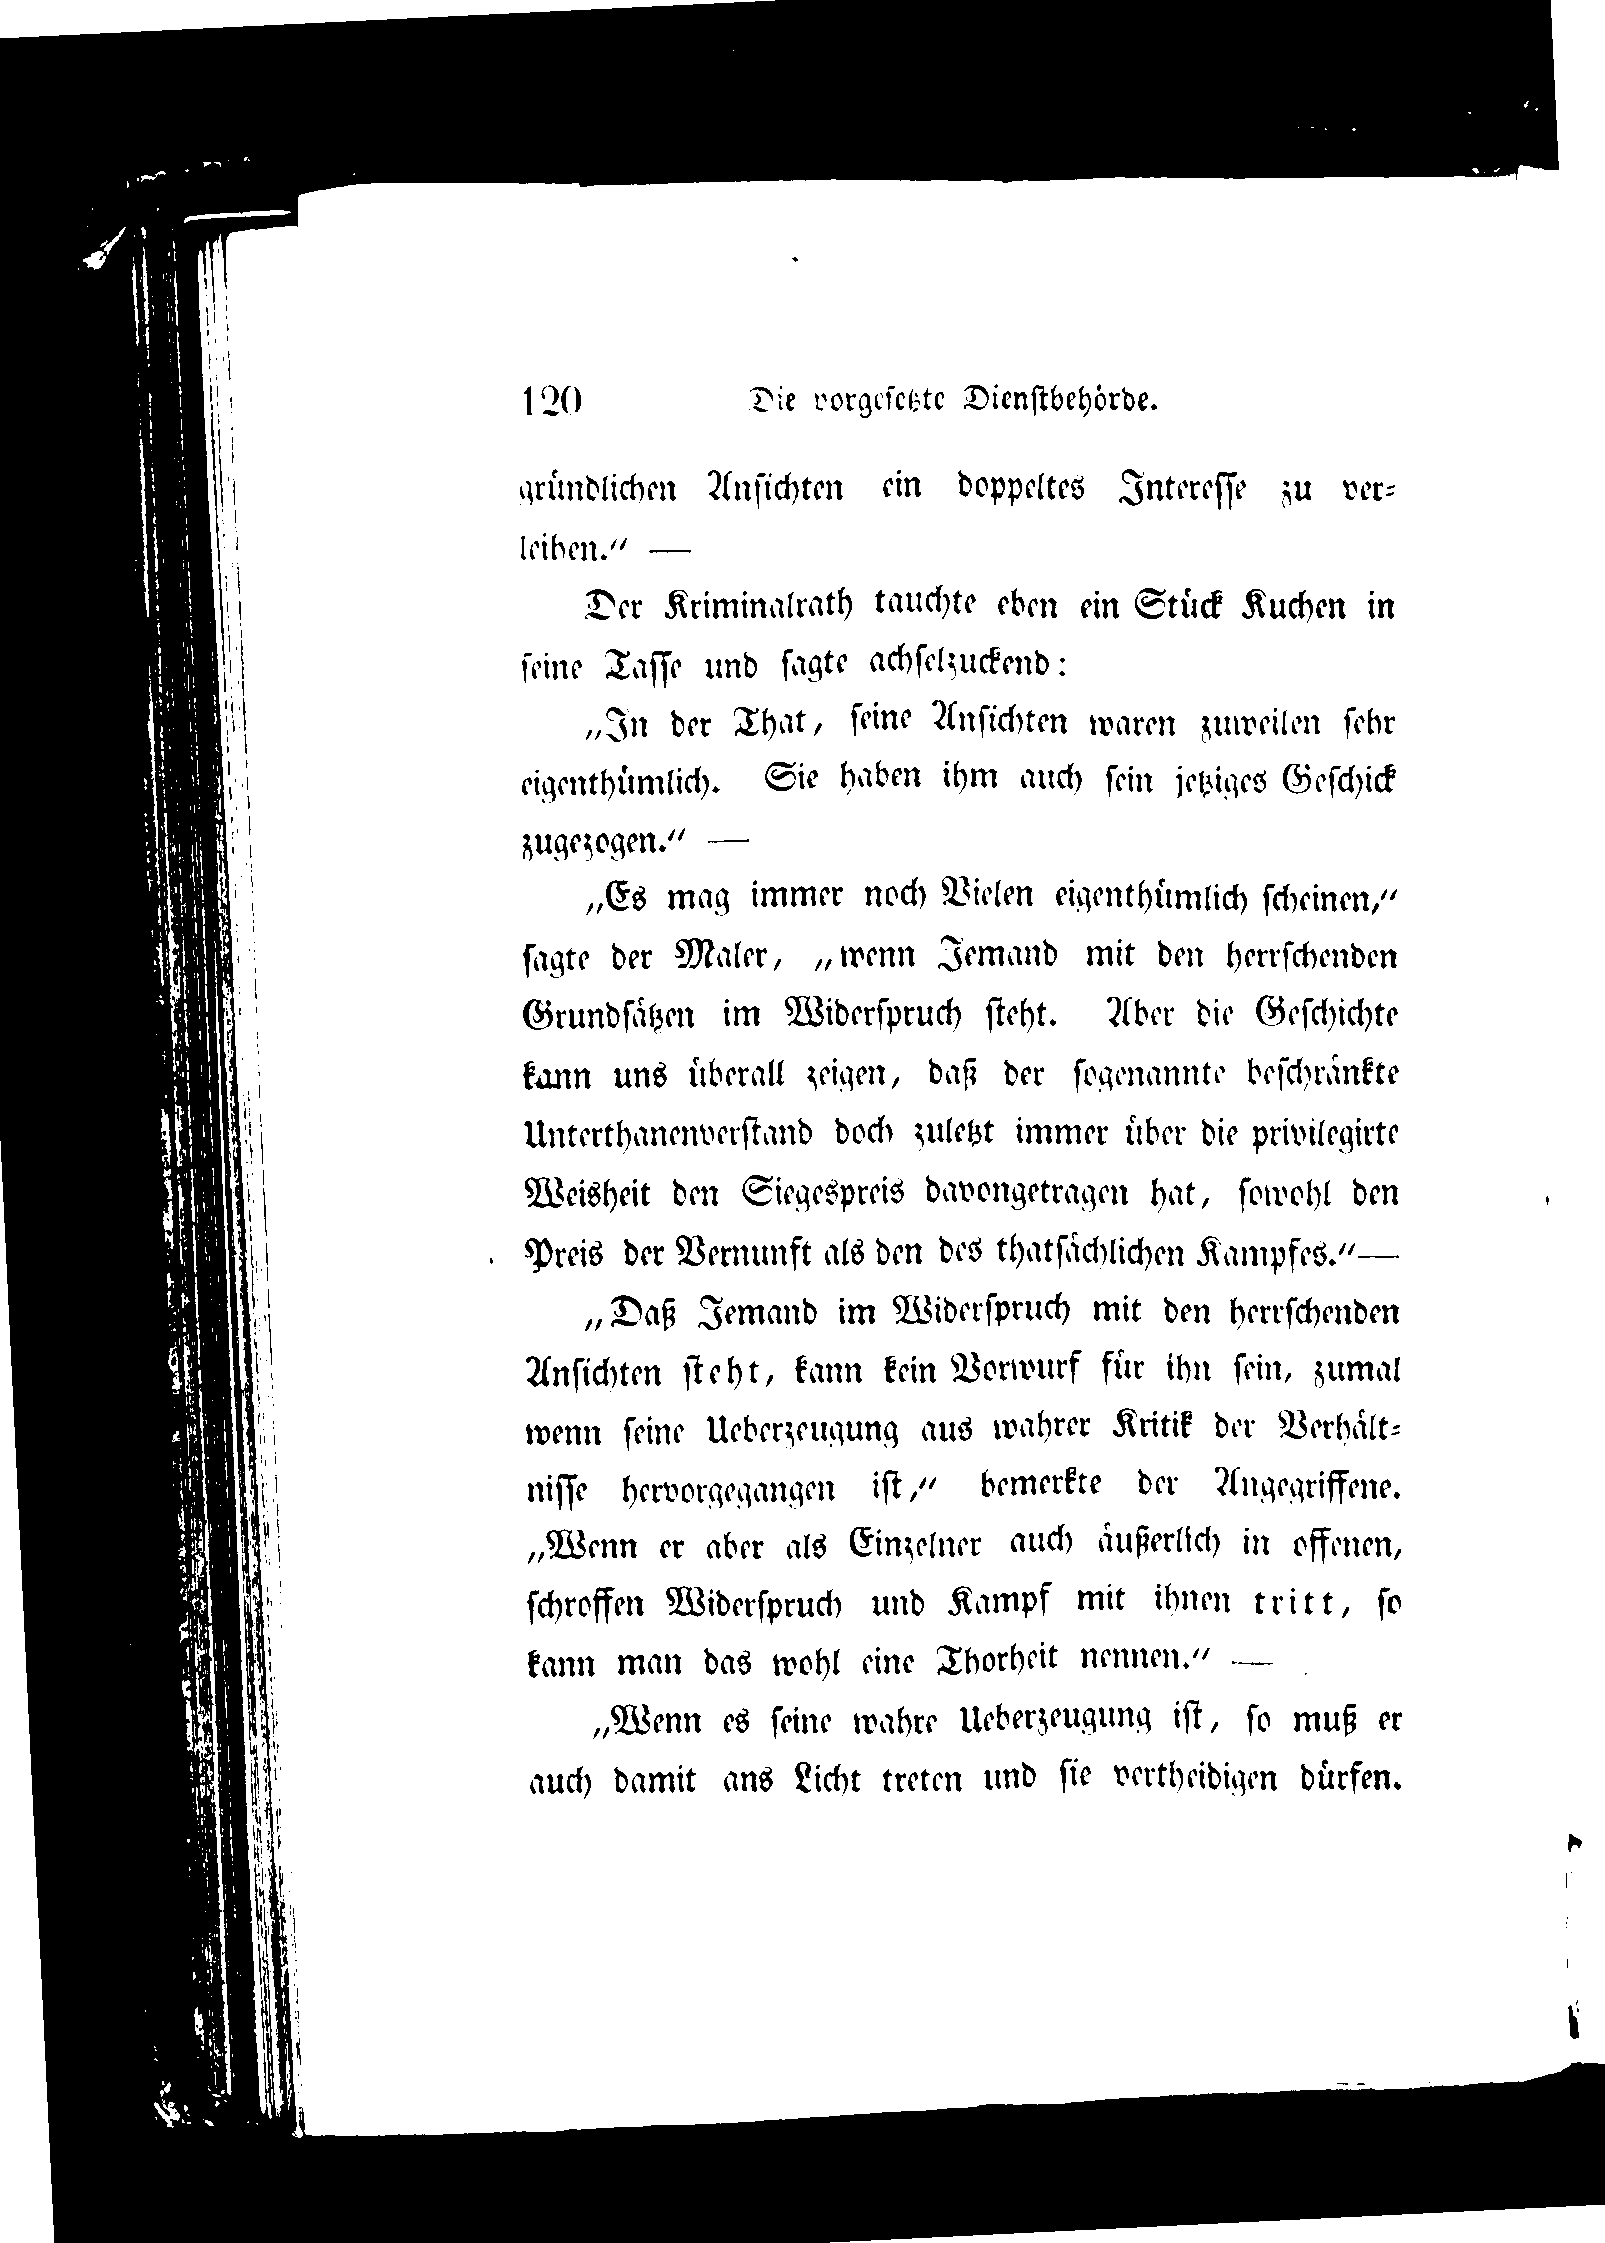 120 Die vorgeſetzte Dienſtbehörde.
gründlichen Anſichten ein doppeltes Intereſſe zu ver⸗
leihen.“ —
Der Kriminalrath tauchte eben ein Stück Kuchen in
ſeine Taſſe und ſagte achſelzuckend:
„In der That, ſeine Anſichten waren zuweilen ſehr
eigenthümlich. Sie haben ihm auch ſein jetziges Geſchick
zugezogen.“ —
„Es mag immer noch Vielen eigenthümlich ſcheinen,“
ſagte der Maler, „wenn Jemand mit den herrſchenden
Grundſätzen im Widerſpruch ſteht. Aber die Geſchichte
kann uns überall zeigen, daß der ſogenannte beſchränkte
Unterthanenverſtand doch zuletzt immer über die privilegirte
Weisheit den Siegespreis davongetragen hat, ſowohl den
Preis der Vernunft als den des thatſächlichen Kampfes.“ —
„Daß Jemand im Widerſpruch mit den herrſchenden
Anſichten ſteht, kann kein Vorwurf für ihn ſein, zumal
wenn ſeine Ueberzeugung aus wahrer Kritik der Verhält⸗
niſſe hervorgegangen iſt,“ bemerkte der Angegriffene.
„Wenn er aber als Einzelner auch äußerlich in offenen,
ſchroffen Widerſpruch und Kampf mit ihnen tritt, ſo
kann man das wohl eine Thorheit nennen.“ —
„Wenn es ſeine wahre Ueberzeugung iſt, ſo muß er
auch damit ans Licht treten und ſie vertheidigen dürfen.